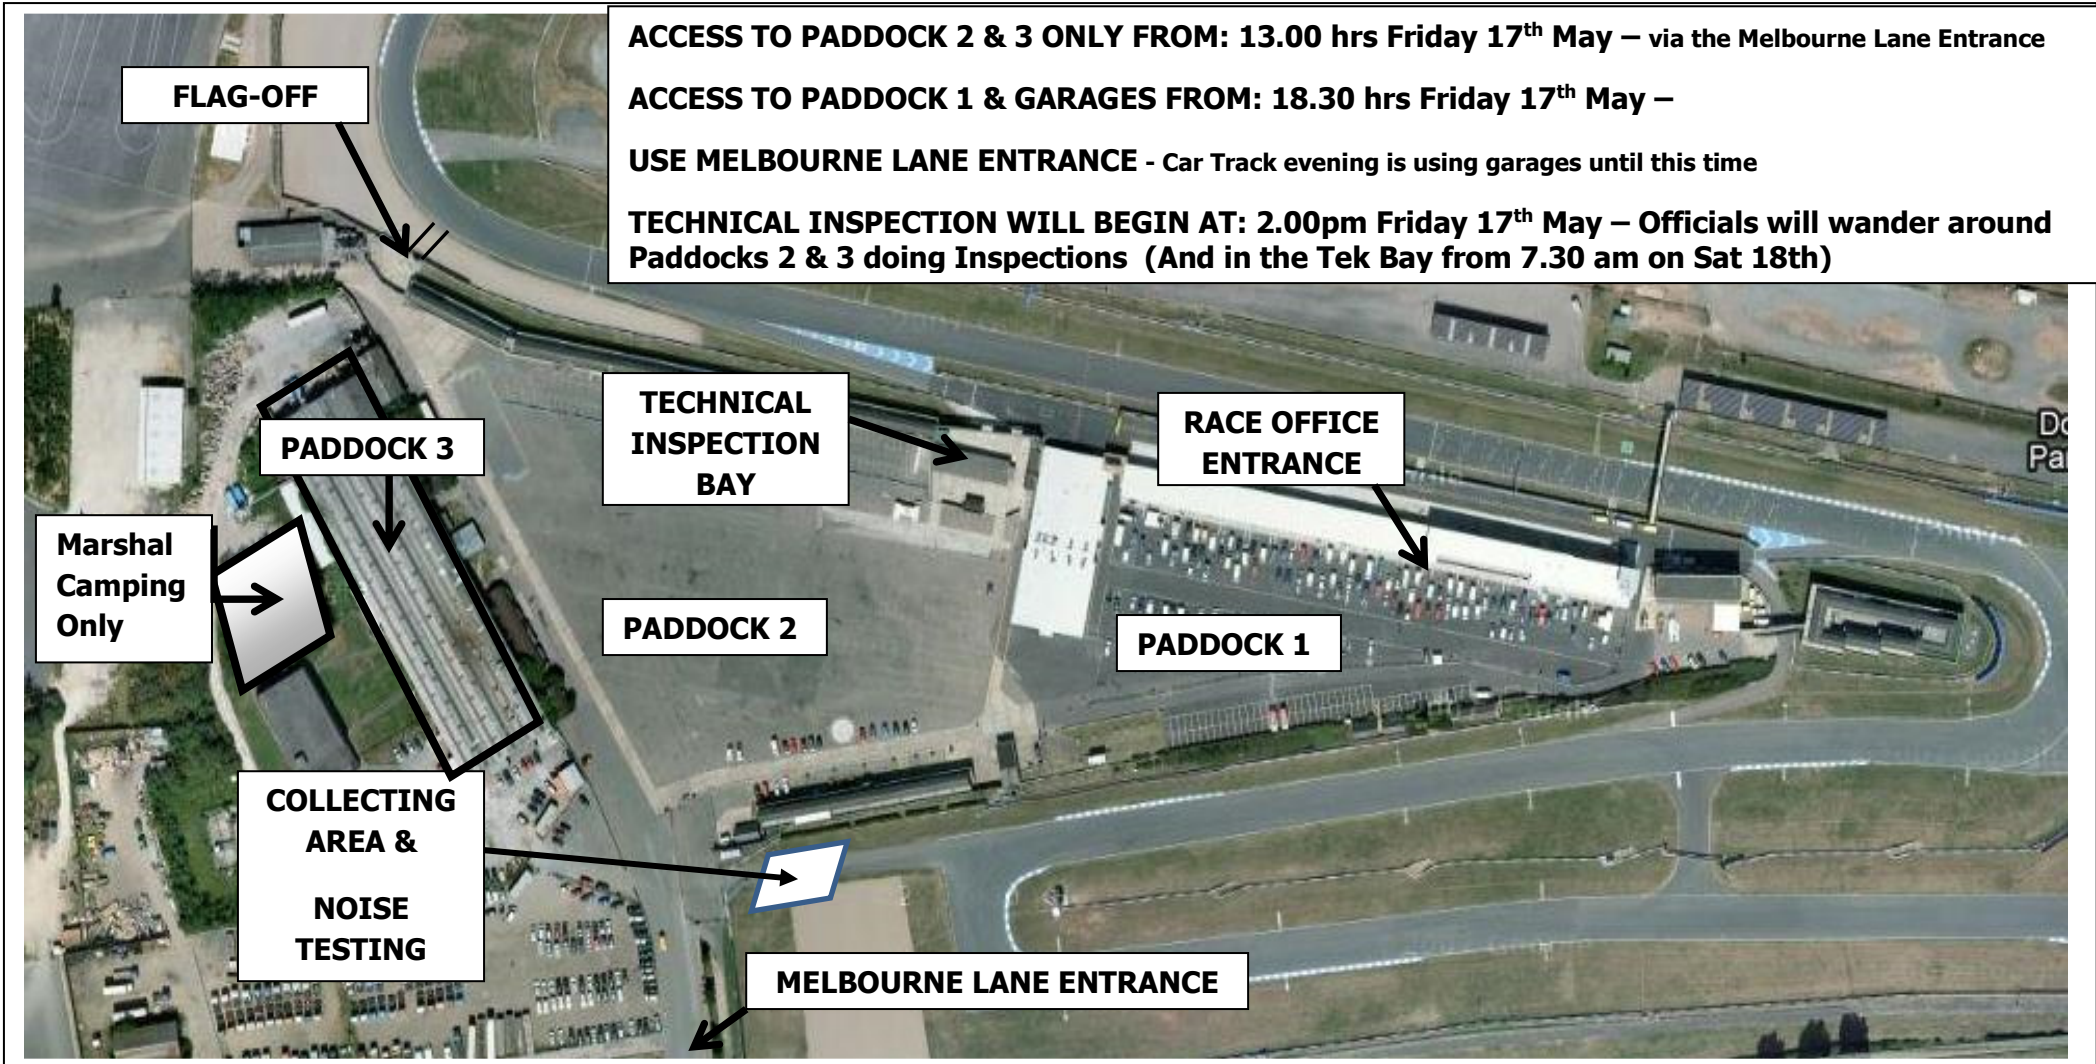 ACCESS TO PADDOCK 2 & 3 ONLY FROM: 13.00 hrs Friday 17th May – via the Melbourne Lane Entrance
ACCESS TO PADDOCK 1 & GARAGES FROM: 18.30 hrs Friday 17th May –
USE MELBOURNE LANE ENTRANCE - Car Track evening is using garages until this time
TECHNICAL INSPECTION WILL BEGIN AT: 2.00pm Friday 17th May – Officials will wander around
Paddocks 2 & 3 doing Inspections (And in the Tek Bay from 7.30 am on Sat 18th)
FLAG-OFF
TECHNICAL
INSPECTION
BAY
RACE OFFICE
ENTRANCE
Do
Pa
PADDOCK 3
Marshal
Camping
Only
PADDOCK 2
PADDOCK 1
COLLECTING
AREA &
NOISE
TESTING
MELBOURNE LANE ENTRANCE